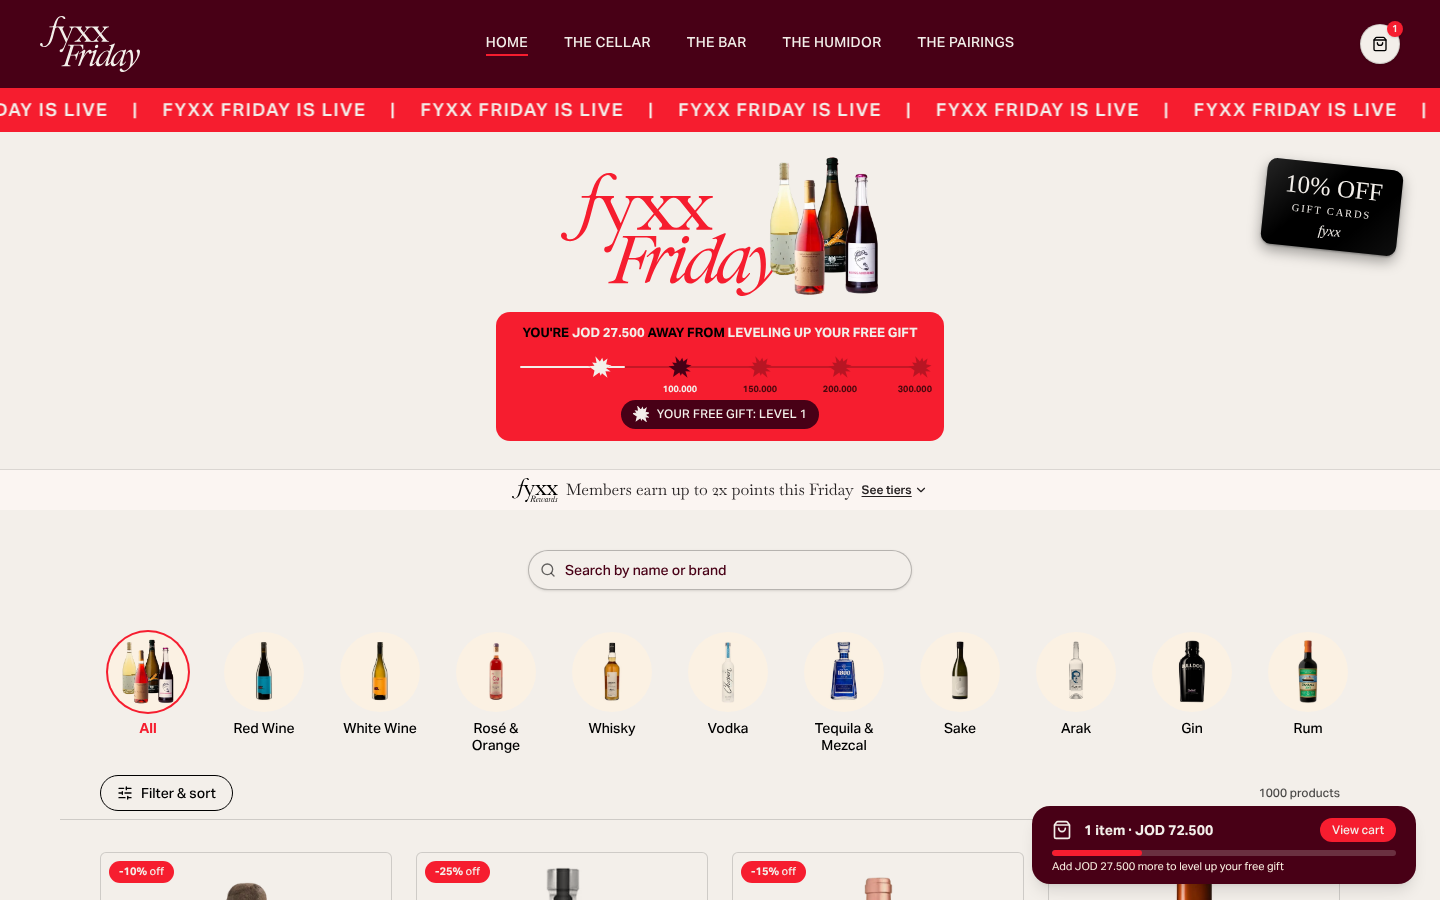 fyxx
Friday
HOME
THE CELLAR
THE BAR
THE HUMIDOR
THE PAIRINGS
1
DAY IS LIVE | FYXX FRIDAY IS LIVE | FYXX FRIDAY IS LIVE | FYXX FRIDAY IS LIVE | FYXX FRIDAY IS LIVE | FYXX FRIDAY IS LIVE |
fyxx
Friday
10% OFF
GIFT CARDS
fyxx
YOU'RE JOD 27.500 AWAY FROM LEVELING UP YOUR FREE GIFT
100.000
150.000
200.000
300.000
YOUR FREE GIFT: LEVEL 1
fyxx
Rewards
Members earn up to 2x points this Friday
See tiers
Search by name or brand
All
Red Wine
White Wine
Rosé &
Orange
Whisky
Vodka
Tequila &
Mezcal
Sake
Arak
Gin
Rum
Filter & sort
1000 products
1 item · JOD 72.500
View cart
Add JOD 27.500 more to level up your free gift
-10% off
-25% off
-15% off